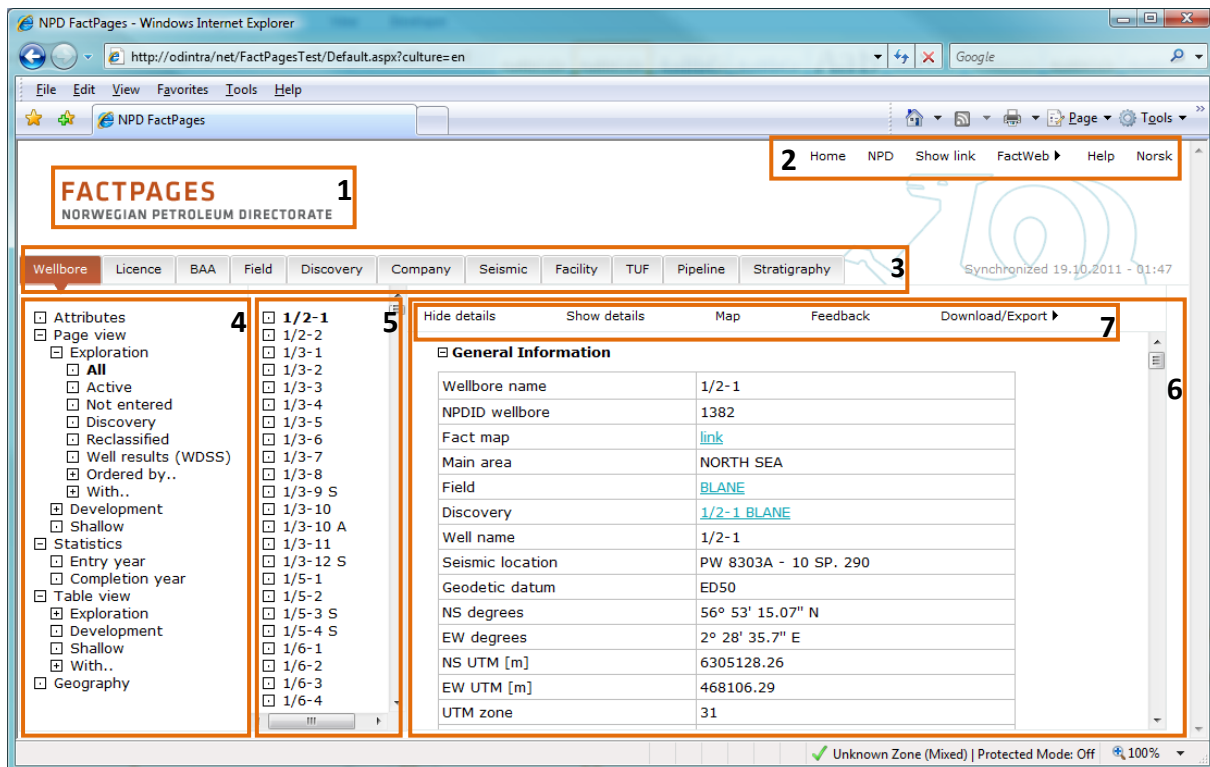 NPD FactPages - Windows Internet Explorer
http://odintra/net/FactPagesTest/Default.aspx?culture=en
Google
File Edit View Favorites Tools Help
NPD FactPages
Page Tools
2 Home NPD Show link FactWeb Help Norsk
FACTPAGES 1
NORWEGIAN PETROLEUM DIRECTORATE
Wellbore Licence BAA Field Discovery Company Seismic Facility TUF Pipeline Stratigraphy 3
Synchronized 19.10.2011 - 01:47
4
Attributes
Page view
Exploration
All
Active
Not entered
Discovery
Reclassified
Well results (WDSS)
Ordered by..
With..
Development
Shallow
Statistics
Entry year
Completion year
Table view
Exploration
Development
Shallow
With..
Geography
5
1/2-1
1/2-2
1/3-1
1/3-2
1/3-3
1/3-4
1/3-5
1/3-6
1/3-7
1/3-8
1/3-9 S
1/3-10
1/3-10 A
1/3-11
1/3-12 S
1/5-1
1/5-2
1/5-3 S
1/5-4 S
1/6-1
1/6-2
1/6-3
1/6-4
Hide details Show details Map Feedback Download/Export 7
6
General Information
Wellbore name 1/2-1
NPDID wellbore 1382
Fact map link
Main area NORTH SEA
Field BLANE
Discovery 1/2-1 BLANE
Well name 1/2-1
Seismic location PW 8303A - 10 SP. 290
Geodetic datum ED50
NS degrees 56° 53' 15.07" N
EW degrees 2° 28' 35.7" E
NS UTM [m] 6305128.26
EW UTM [m] 468106.29
UTM zone 31
Unknown Zone (Mixed) | Protected Mode: Off 100%